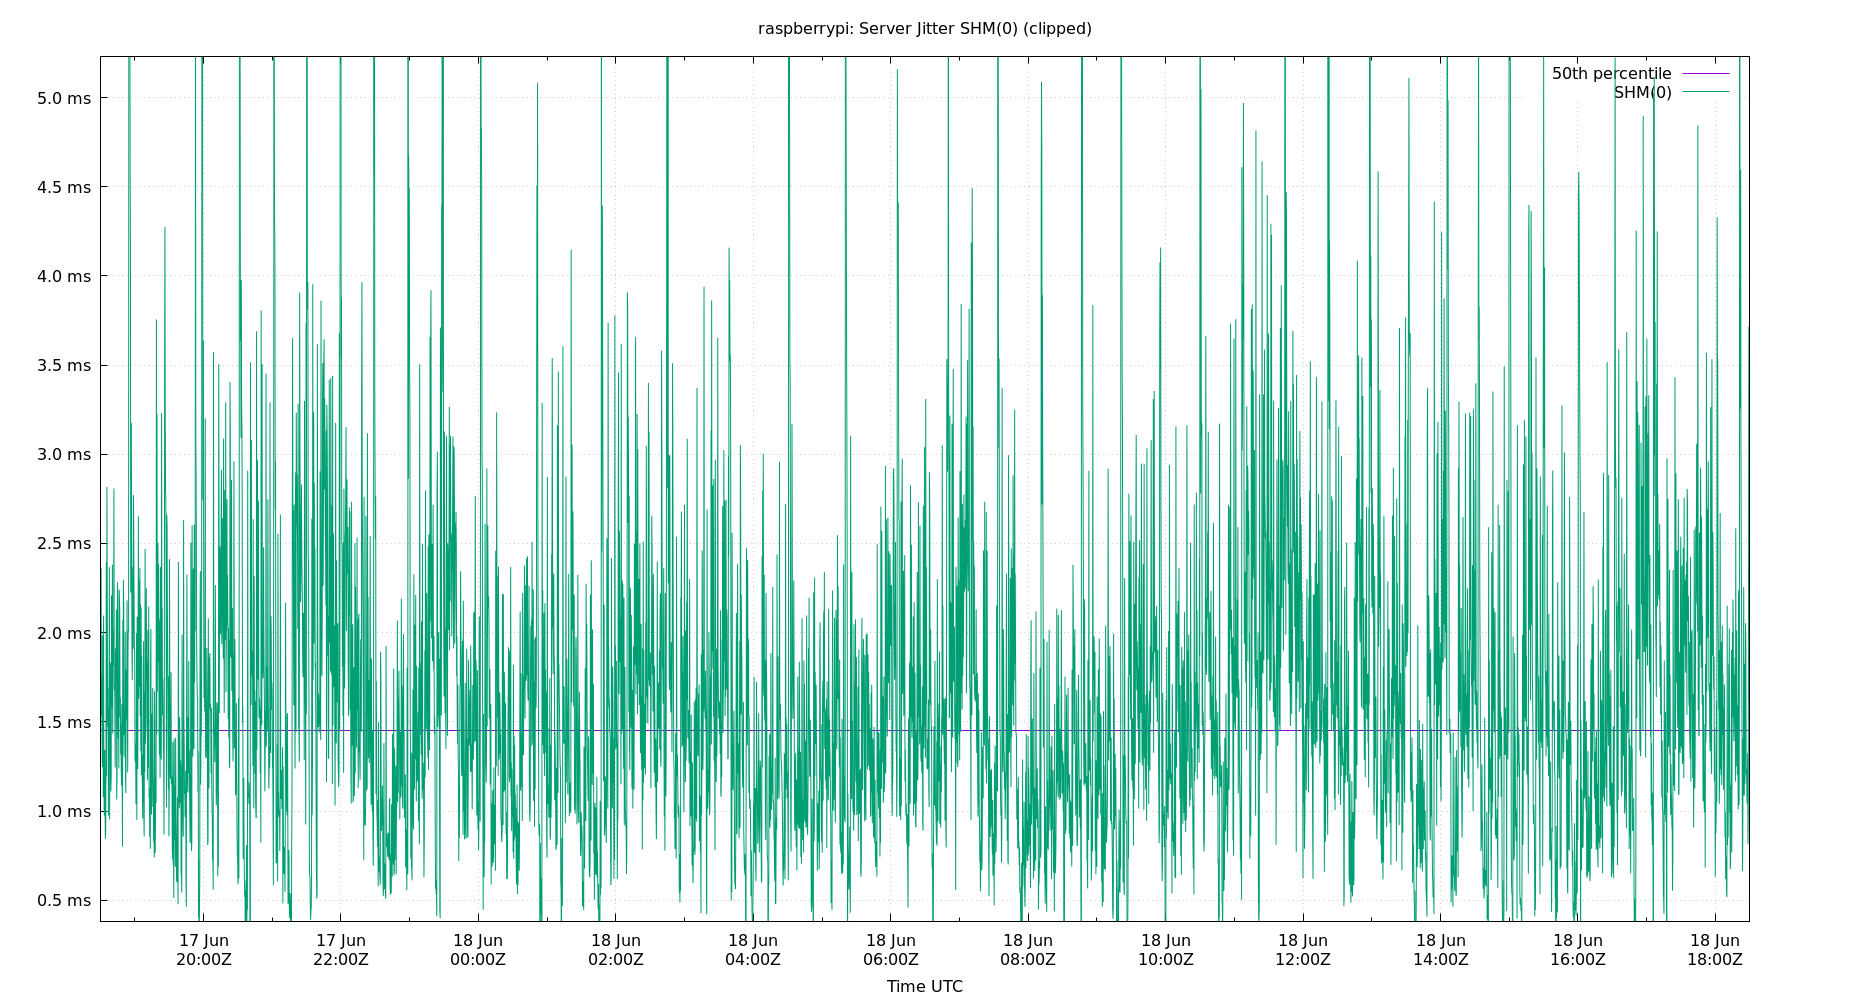 raspberrypi: Server Jitter SHM(0) (clipped)
50th percentile
SHM(0)
5.0 ms
4.5 ms
4.0 ms
3.5 ms
3.0 ms
2.5 ms
2.0 ms
1.5 ms
1.0 ms
0.5 ms
17 Jun 17 Jun 18 Jun 18 Jun 18 Jun 18 Jun 18 Jun 18 Jun 18 Jun 18 Jun 18 Jun 18 Jun
20:00Z 22:00Z 00:00Z 02:00Z 04:00Z 06:00Z 08:00Z 10:00Z 12:00Z 14:00Z 16:00Z 18:00Z
Time UTC